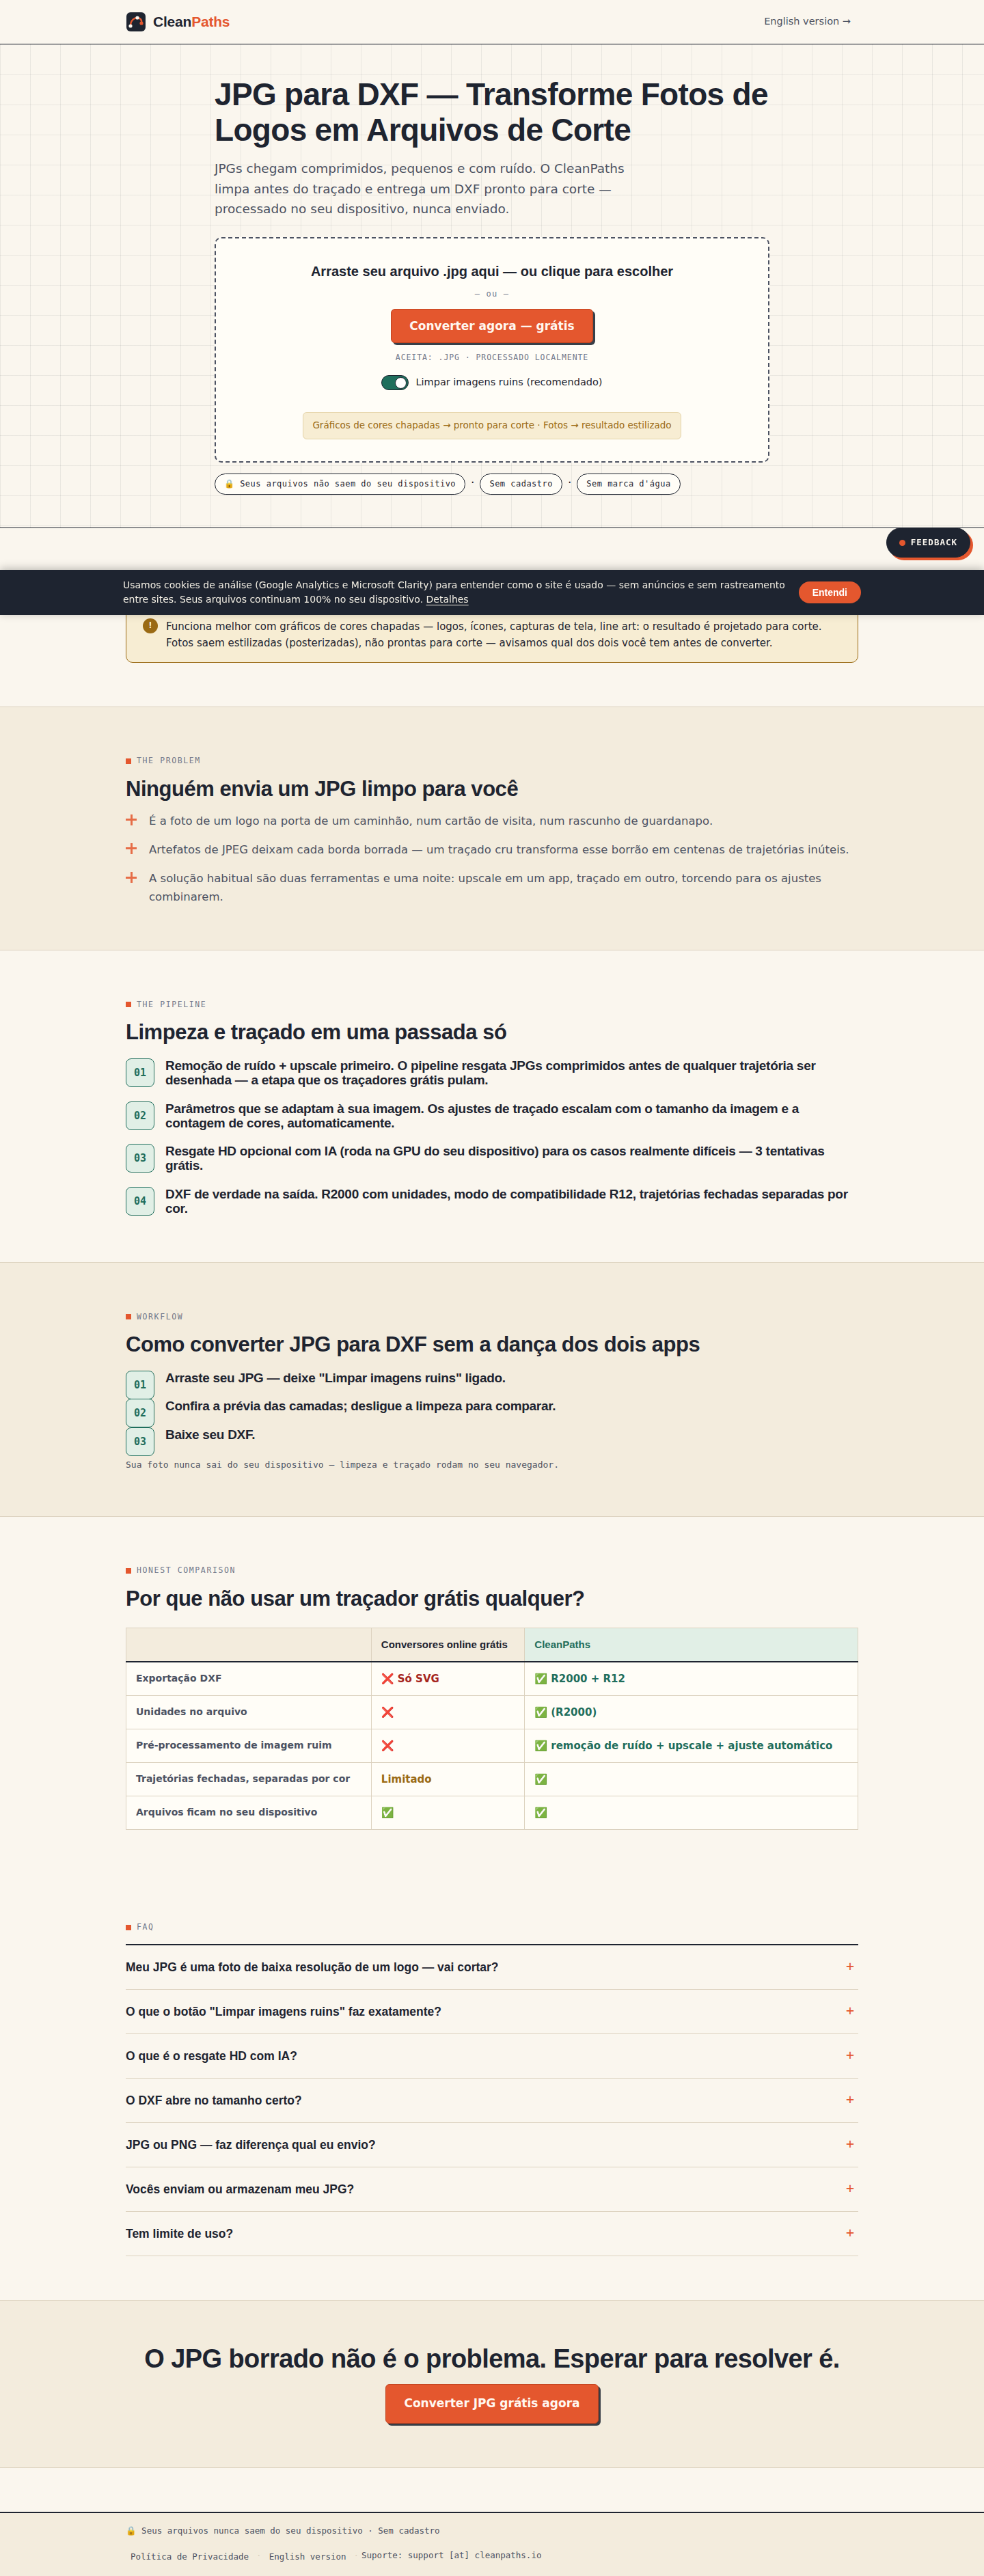 CleanPaths
English version →
JPG para DXF — Transforme Fotos de
Logos em Arquivos de Corte
JPGs chegam comprimidos, pequenos e com ruído. O CleanPaths
limpa antes do traçado e entrega um DXF pronto para corte —
processado no seu dispositivo, nunca enviado.
Arraste seu arquivo .jpg aqui — ou clique para escolher
— ou —
Converter agora — grátis
ACEITA: .JPG · PROCESSADO LOCALMENTE
Limpar imagens ruins (recomendado)
Gráficos de cores chapadas → pronto para corte · Fotos → resultado estilizado
🔒 Seus arquivos não saem do seu dispositivo · Sem cadastro · Sem marca d'água
FEEDBACK
Usamos cookies de análise (Google Analytics e Microsoft Clarity) para entender como o site é usado — sem anúncios e sem rastreamento
entre sites. Seus arquivos continuam 100% no seu dispositivo. Detalhes
Entendi
! Funciona melhor com gráficos de cores chapadas — logos, ícones, capturas de tela, line art: o resultado é projetado para corte.
Fotos saem estilizadas (posterizadas), não prontas para corte — avisamos qual dos dois você tem antes de converter.
THE PROBLEM
Ninguém envia um JPG limpo para você
É a foto de um logo na porta de um caminhão, num cartão de visita, num rascunho de guardanapo.
Artefatos de JPEG deixam cada borda borrada — um traçado cru transforma esse borrão em centenas de trajetórias inúteis.
A solução habitual são duas ferramentas e uma noite: upscale em um app, traçado em outro, torcendo para os ajustes
combinarem.
THE PIPELINE
Limpeza e traçado em uma passada só
01 Remoção de ruído + upscale primeiro. O pipeline resgata JPGs comprimidos antes de qualquer trajetória ser
desenhada — a etapa que os traçadores grátis pulam.
02 Parâmetros que se adaptam à sua imagem. Os ajustes de traçado escalam com o tamanho da imagem e a
contagem de cores, automaticamente.
03 Resgate HD opcional com IA (roda na GPU do seu dispositivo) para os casos realmente difíceis — 3 tentativas
grátis.
04 DXF de verdade na saída. R2000 com unidades, modo de compatibilidade R12, trajetórias fechadas separadas por
cor.
WORKFLOW
Como converter JPG para DXF sem a dança dos dois apps
01 Arraste seu JPG — deixe "Limpar imagens ruins" ligado.
02 Confira a prévia das camadas; desligue a limpeza para comparar.
03 Baixe seu DXF.
Sua foto nunca sai do seu dispositivo — limpeza e traçado rodam no seu navegador.
HONEST COMPARISON
Por que não usar um traçador grátis qualquer?
Conversores online grátis CleanPaths
Exportação DXF ❌ Só SVG ✅ R2000 + R12
Unidades no arquivo ❌ ✅ (R2000)
Pré-processamento de imagem ruim ❌ ✅ remoção de ruído + upscale + ajuste automático
Trajetórias fechadas, separadas por cor Limitado ✅
Arquivos ficam no seu dispositivo ✅ ✅
FAQ
Meu JPG é uma foto de baixa resolução de um logo — vai cortar? +
O que o botão "Limpar imagens ruins" faz exatamente? +
O que é o resgate HD com IA? +
O DXF abre no tamanho certo? +
JPG ou PNG — faz diferença qual eu envio? +
Vocês enviam ou armazenam meu JPG? +
Tem limite de uso? +
O JPG borrado não é o problema. Esperar para resolver é.
Converter JPG grátis agora
🔒 Seus arquivos nunca saem do seu dispositivo · Sem cadastro
Política de Privacidade · English version · Suporte: support [at] cleanpaths.io